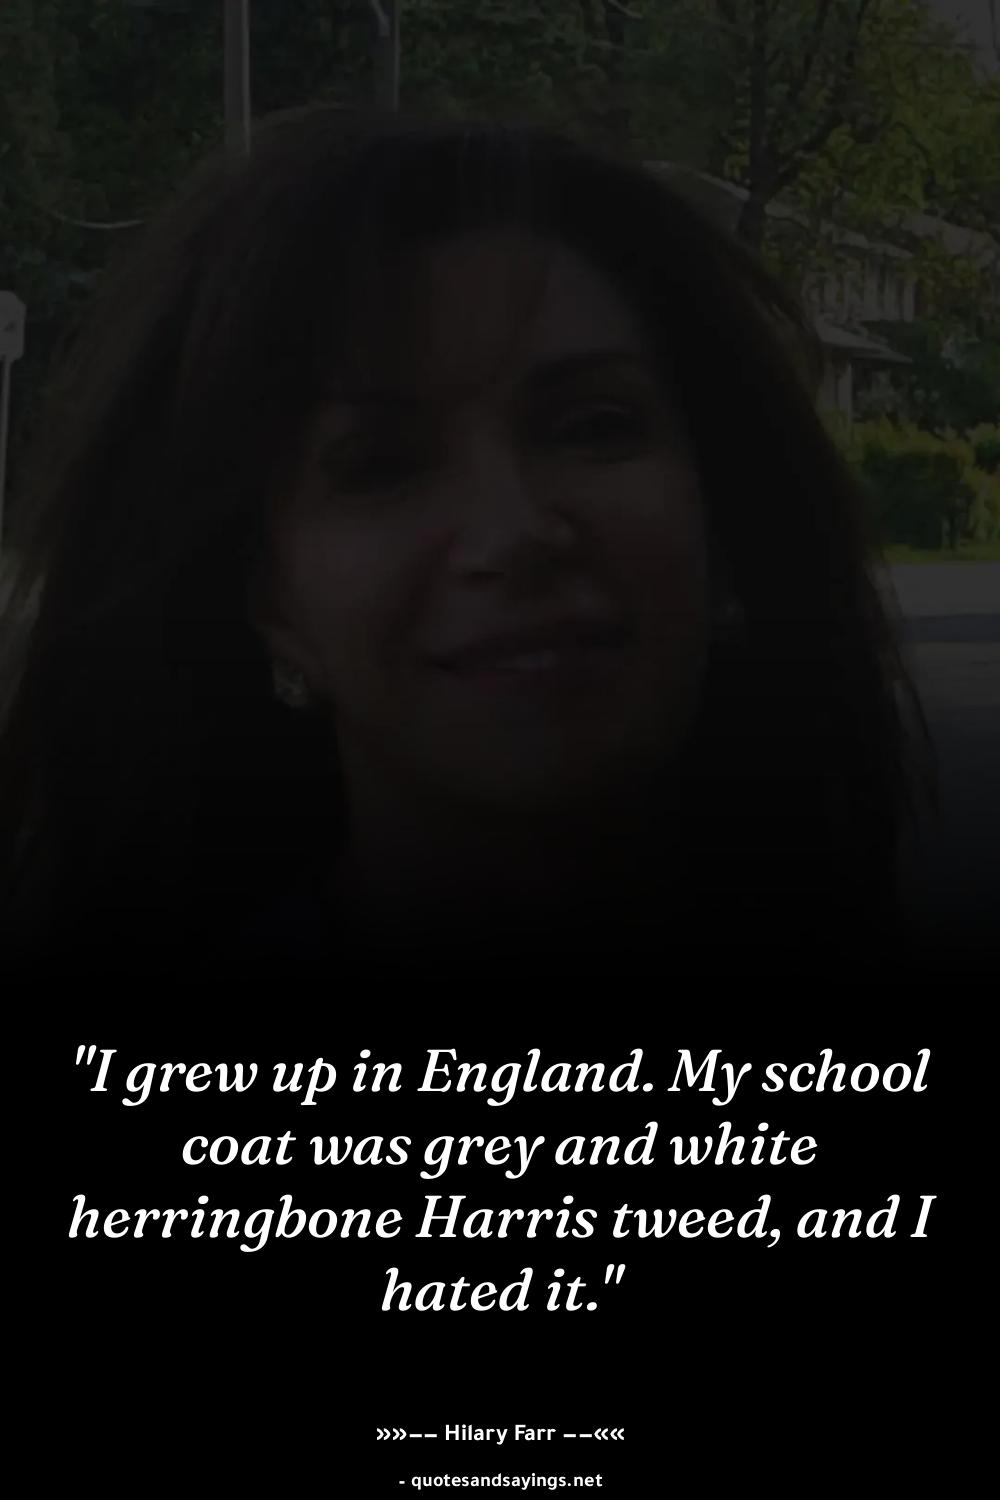 "I grew up in England. My school
coat was grey and white
herringbone Harris tweed, and I
hated it."
»»–– Hilary Farr ––««
- quotesandsayings.net